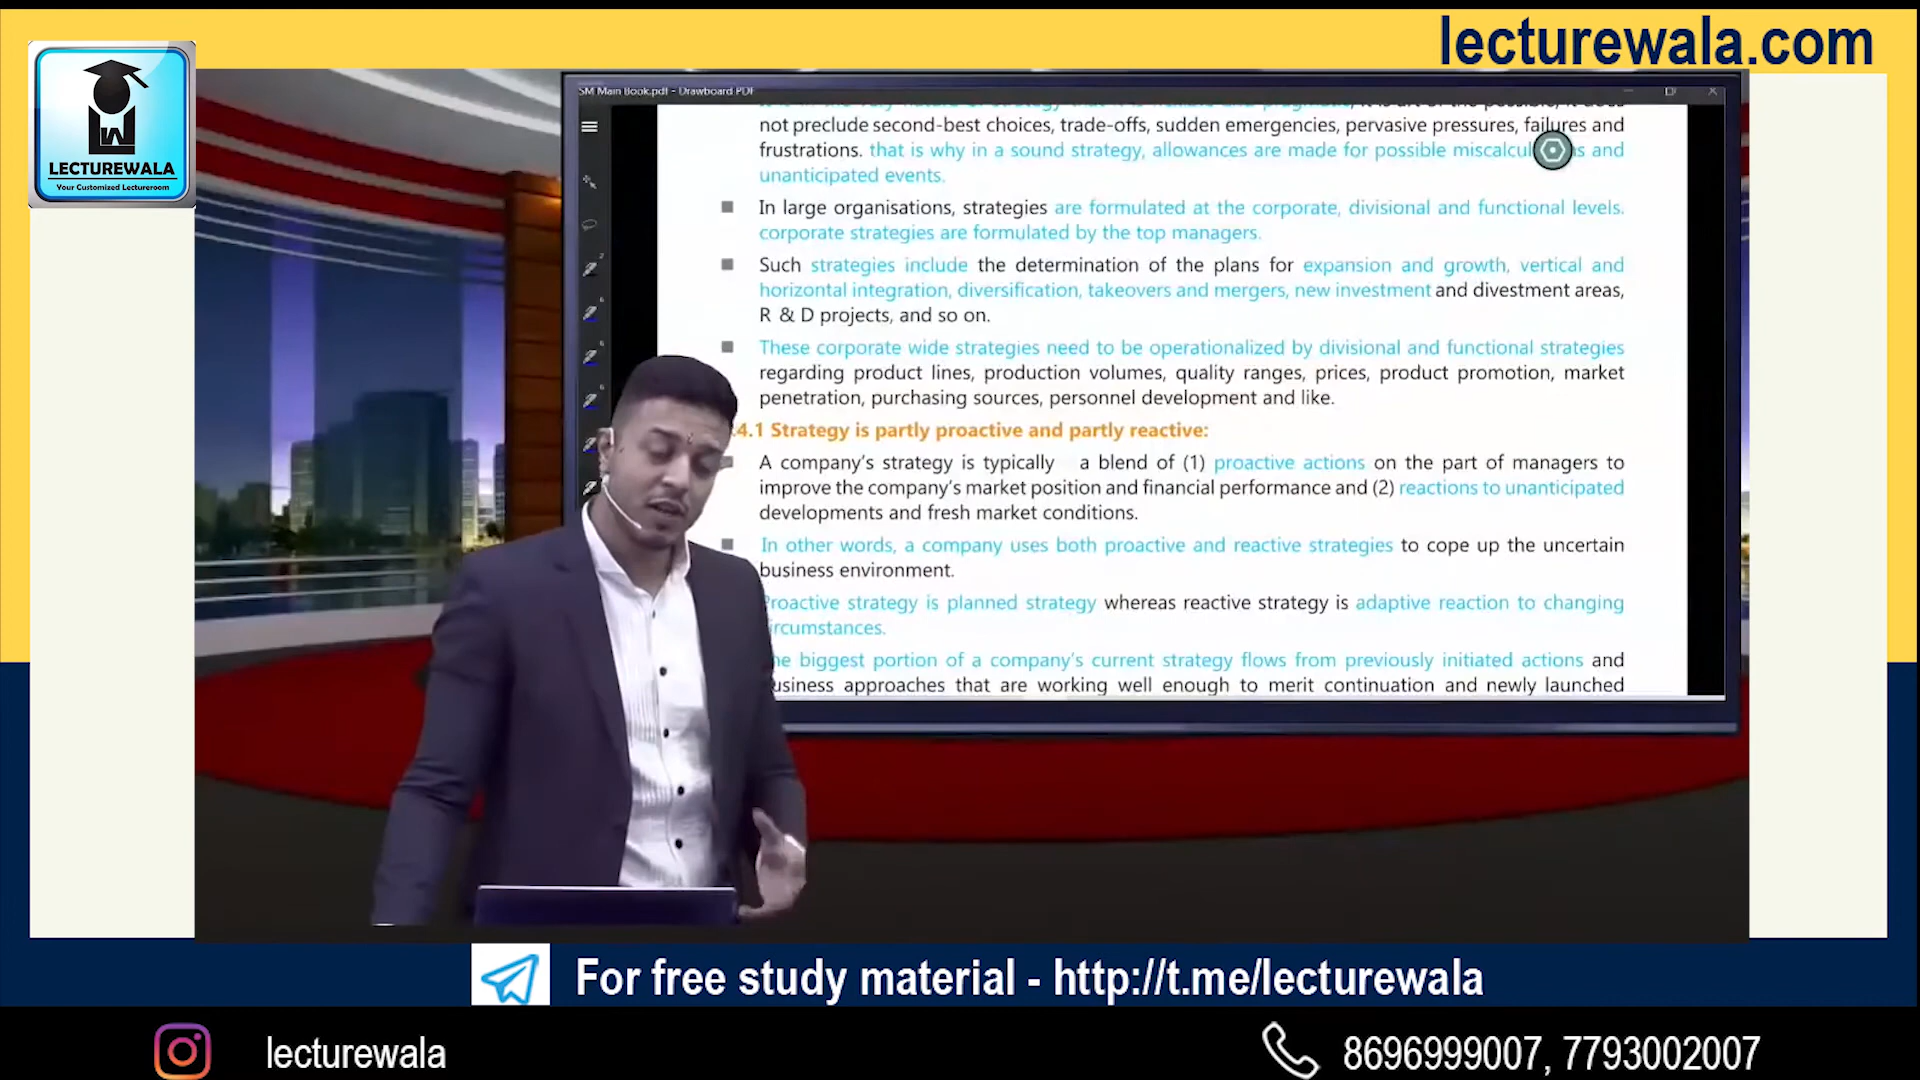 lecturewala.com
LW
LECTUREWALA
Your Customized Lectureroom
SM Main Book.pdf - Drawboard PDF
not preclude second-best choices, trade-offs, sudden emergencies, pervasive pressures, failures and
frustrations. that is why in a sound strategy, allowances are made for possible and
unanticipated events.
In large organisations, strategies are formulated at the corporate, divisional and functional levels.
corporate strategies are formulated by the top managers.
Such strategies include the determination of the plans for expansion and growth, vertical and
horizontal integration, diversification, takeovers and mergers, new investment and divestment areas,
R & D projects, and so on.
These corporate wide strategies need to be operationalized by divisional and functional strategies
regarding product lines, production volumes, quality ranges, prices, product promotion, market
penetration, purchasing sources, personnel development and like.
4.1 Strategy is partly proactive and partly reactive:
A company's strategy is typically a blend of (1) proactive actions on the part of managers to
improve the company's market position and financial performance and (2) reactions to unanticipated
developments and fresh market conditions.
In other words, a company uses both proactive and reactive strategies to cope up the uncertain
business environment.
Proactive strategy is planned strategy whereas reactive strategy is adaptive reaction to changing
ircumstances.
he biggest portion of a company's current strategy flows from previously initiated actions and
usiness approaches that are working well enough to merit continuation and newly launched
For free study material - http://t.me/lecturewala
lecturewala
8696999007, 7793002007